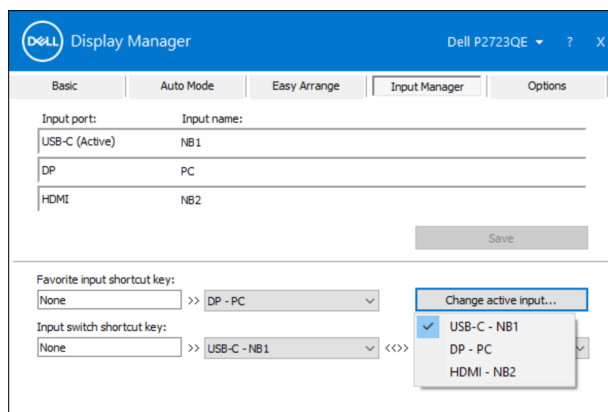 DELL Display Manager Dell P2723QE ? X
Basic Auto Mode Easy Arrange Input Manager Options
Input port: Input name:
USB-C (Active) NB1
DP PC
HDMI NB2
Save
Favorite input shortcut key:
None >> DP - PC Change active input...
Input switch shortcut key:
None >> USB-C - NB1 <<>>
USB-C - NB1
DP - PC
HDMI - NB2